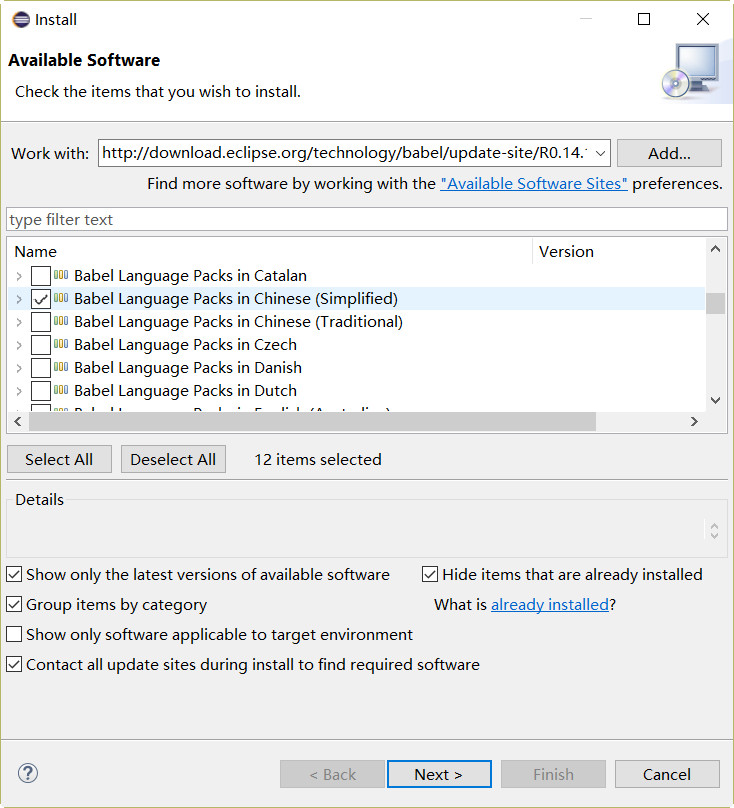 Install
Available Software
Check the items that you wish to install.
Work with: http://download.eclipse.org/technology/babel/update-site/R0.14. Add...
Find more software by working with the "Available Software Sites" preferences.
type filter text
Name Version
Babel Language Packs in Catalan
Babel Language Packs in Chinese (Simplified)
Babel Language Packs in Chinese (Traditional)
Babel Language Packs in Czech
Babel Language Packs in Danish
Babel Language Packs in Dutch
Babel Language Packs in English (Australian)
Select All Deselect All 12 items selected
Details
Show only the latest versions of available software Hide items that are already installed
Group items by category What is already installed?
Show only software applicable to target environment
Contact all update sites during install to find required software
? < Back Next > Finish Cancel